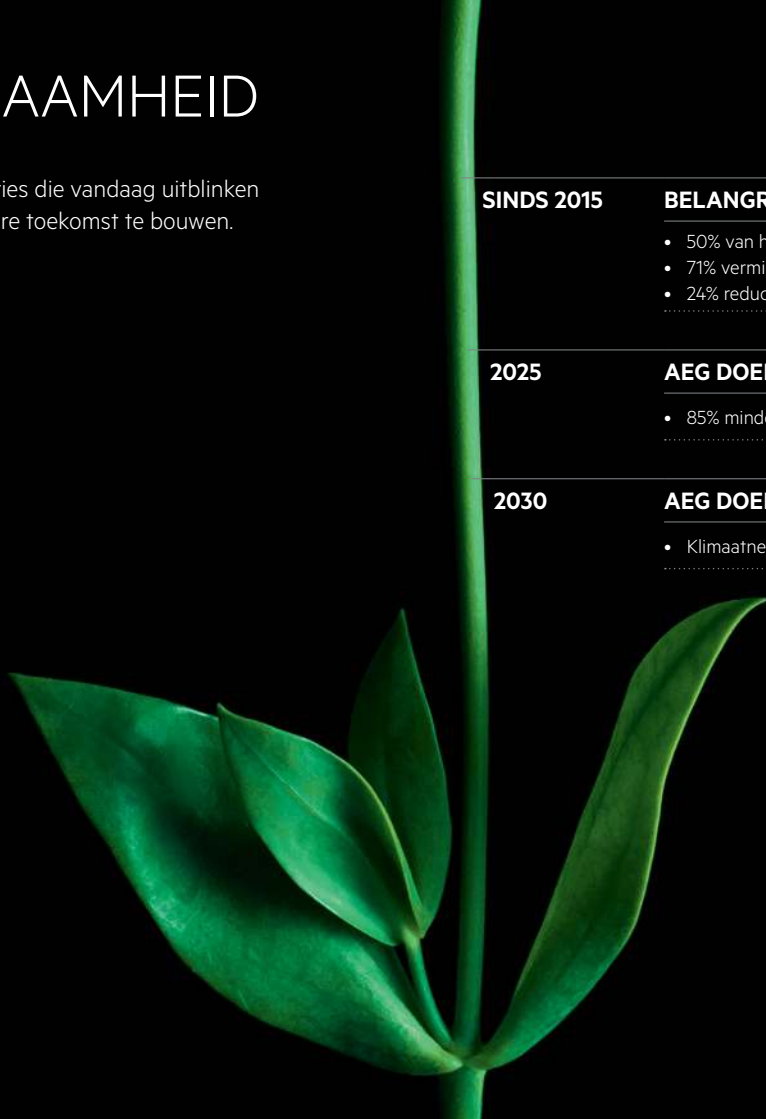 AAMHEID
ies die vandaag uitblinken
re toekomst te bouwen.
SINDS 2015
BELANGR
• 50% van h
• 71% vermi
• 24% reduc
2025
AEG DOE
• 85% mind
2030
AEG DOE
• Klimaatne